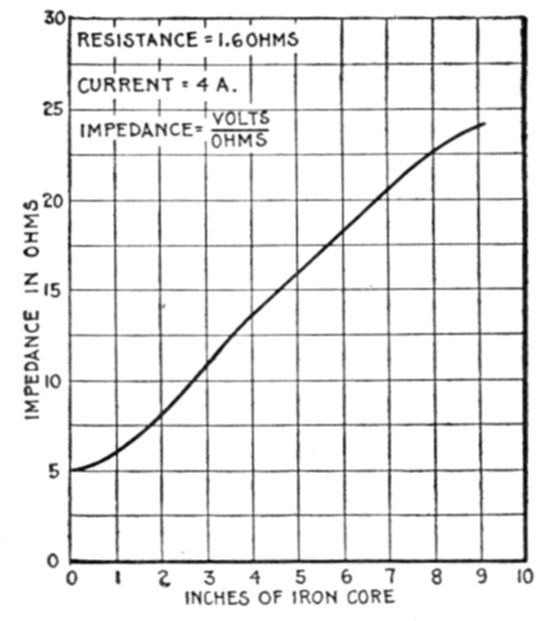 30
RESISTANCE = 1.6 OHMS
CURRENT = 4 A.
25
IMPEDANCE = VOLTS
OHMS
20
15
10
5
0
IMPEDANCE IN OHMS
0 1 2 3 4 5 6 7 8 9 10
INCHES OF IRON CORE